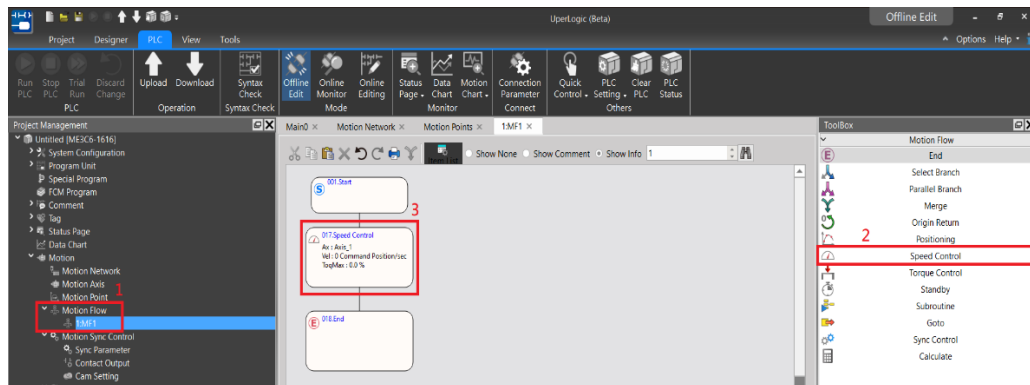 UperLogic (Beta)
Offline Edit
Project Designer PLC View Tools
Options Help
Run PLC
Stop PLC
Trial Run
Discard Change
Upload
Download
Syntax Check
Offline Edit
Online Monitor
Online Editing
Status Page
Data Chart
Motion Chart
Connection Parameter
Quick Control
PLC Setting
Clear PLC
PLC Status
PLC Operation Syntax Check Mode Monitor Connect Others
Project Management
Untitled [ME3C6-1616]
System Configuration
Program Unit
Special Program
FCM Program
Comment
Tag
Status Page
Data Chart
Motion
Motion Network
Motion Axis
1
Motion Point
Motion Flow
1:MF1
Motion Sync Control
Sync Parameter
Contact Output
Cam Setting
Main0 × Motion Network × Motion Points × 1:MF1 ×
Item List Show None Show Comment Show Info 1
S 001.Start
3
017.Speed Control
Ax : Axis_1
Vel : 0 Command Position/sec
TrqMax : 0.0 %
E 018.End
ToolBox
Motion Flow
E End
Select Branch
Parallel Branch
Merge
Origin Return
2
Positioning
Speed Control
Torque Control
Standby
Subroutine
Goto
Sync Control
Calculate